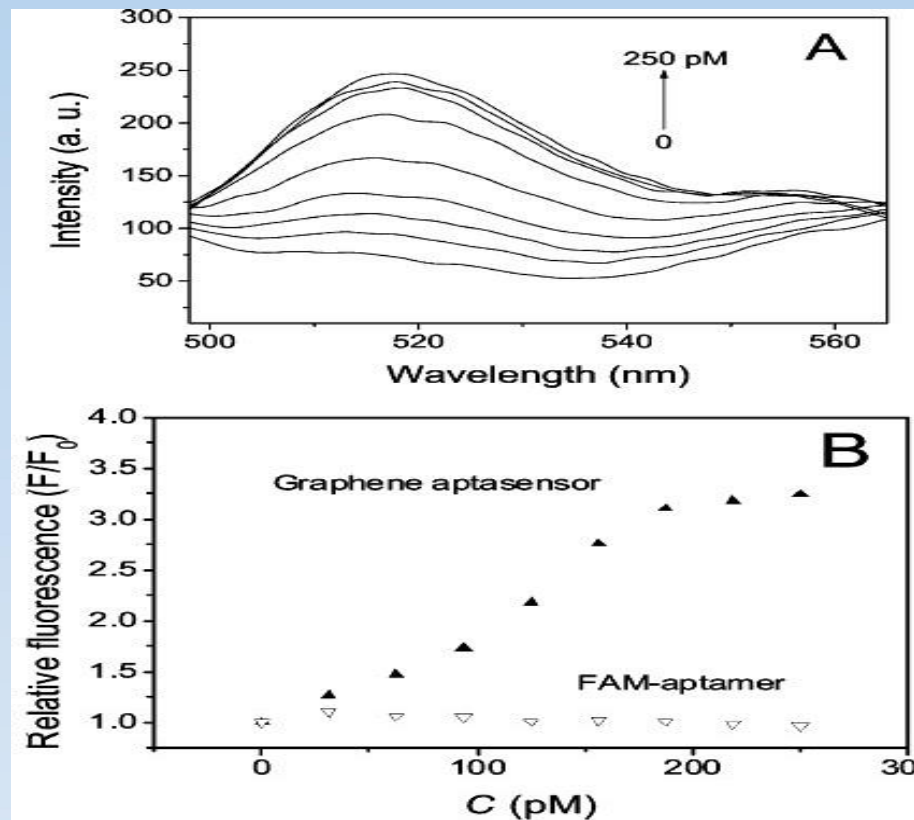 A
300
250
200
150
100
50
250 pM
0
Intensity (a. u.)
500 520 540 560
Wavelength (nm)
B
4.0
3.5
3.0
2.5
2.0
1.5
1.0
Relative fluorescence (F/F0)
Graphene aptasensor
FAM-aptamer
0 100 200 30
C (pM)